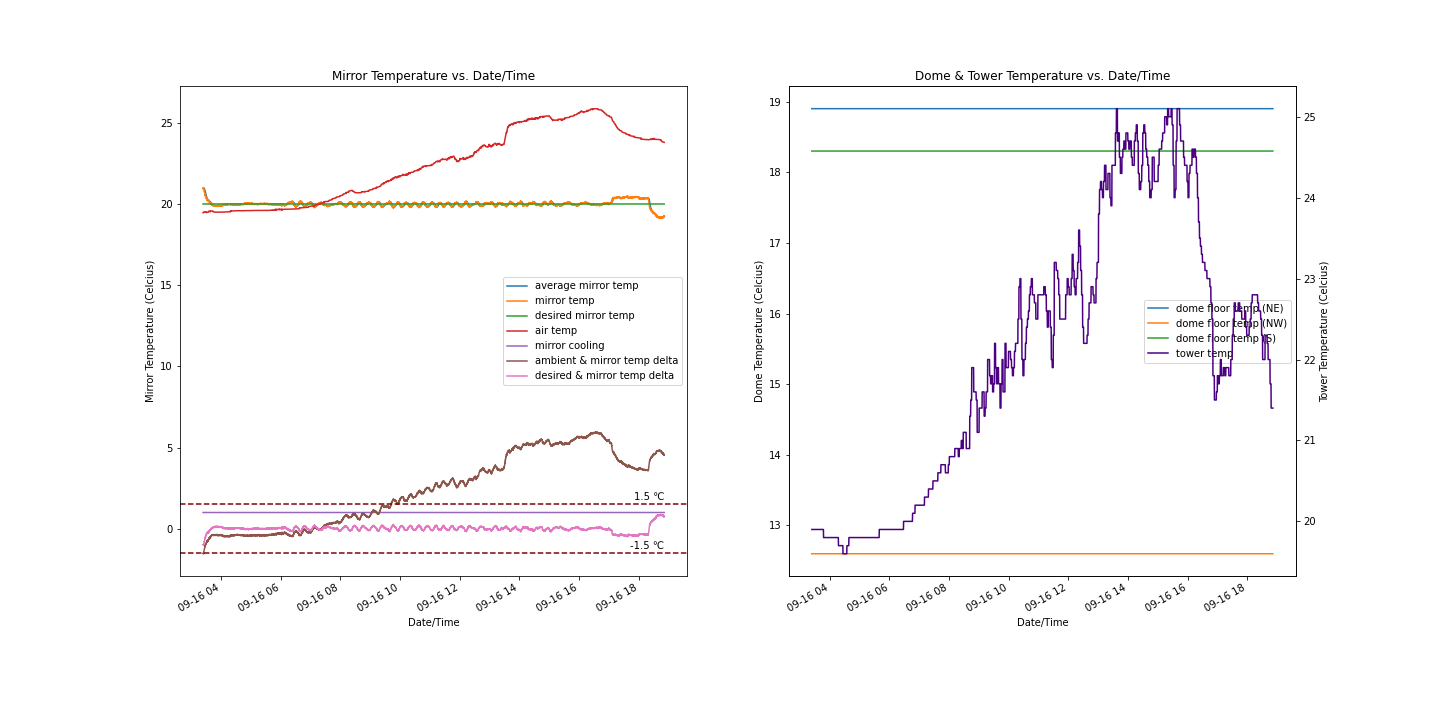 Mirror Temperature vs. Date/Time
Mirror Temperature (Celcius)
25
20
15
10
5
0
average mirror temp
mirror temp
desired mirror temp
air temp
mirror cooling
ambient & mirror temp delta
desired & mirror temp delta
1.5 °C
-1.5 °C
09-16 04
09-16 06
09-16 08
09-16 10
09-16 12
09-16 14
09-16 16
09-16 18
Date/Time
Dome & Tower Temperature vs. Date/Time
Dome Temperature (Celcius)
19
18
17
16
15
14
13
dome floor temp (NE)
dome floor temp (NW)
dome floor temp (S)
tower temp
25
24
23
22
21
20
Tower Temperature (Celcius)
09-16 04
09-16 06
09-16 08
09-16 10
09-16 12
09-16 14
09-16 16
09-16 18
Date/Time